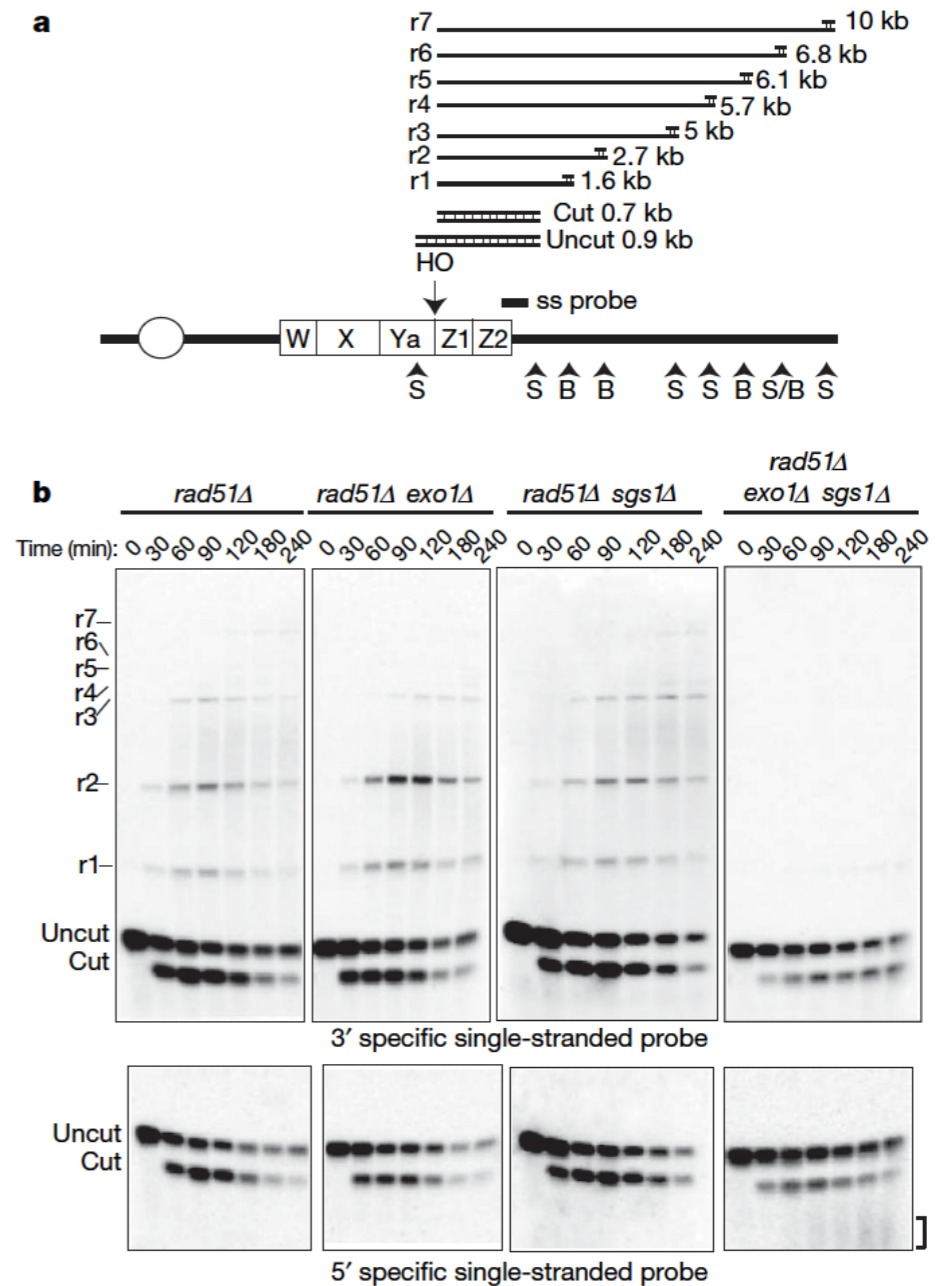 a
r7 10 kb
r6 6.8 kb
r5 6.1 kb
r4 5.7 kb
r3 5 kb
r2 2.7 kb
r1 1.6 kb
Cut 0.7 kb
Uncut 0.9 kb
HO
ss probe
W X Ya Z1 Z2
S S B B S S B S/B S
b
rad51Δ rad51Δ exo1Δ rad51Δ sgs1Δ rad51Δ
exo1Δ sgs1Δ
Time (min): 0 30 60 90 120 180 240 0 30 60 90 120 180 240 0 30 60 90 120 180 240 0 30 60 90 120 180 240
r7
r6
r5
r4
r3
r2
r1
Uncut
Cut
3′ specific single-stranded probe
Uncut
Cut
5′ specific single-stranded probe